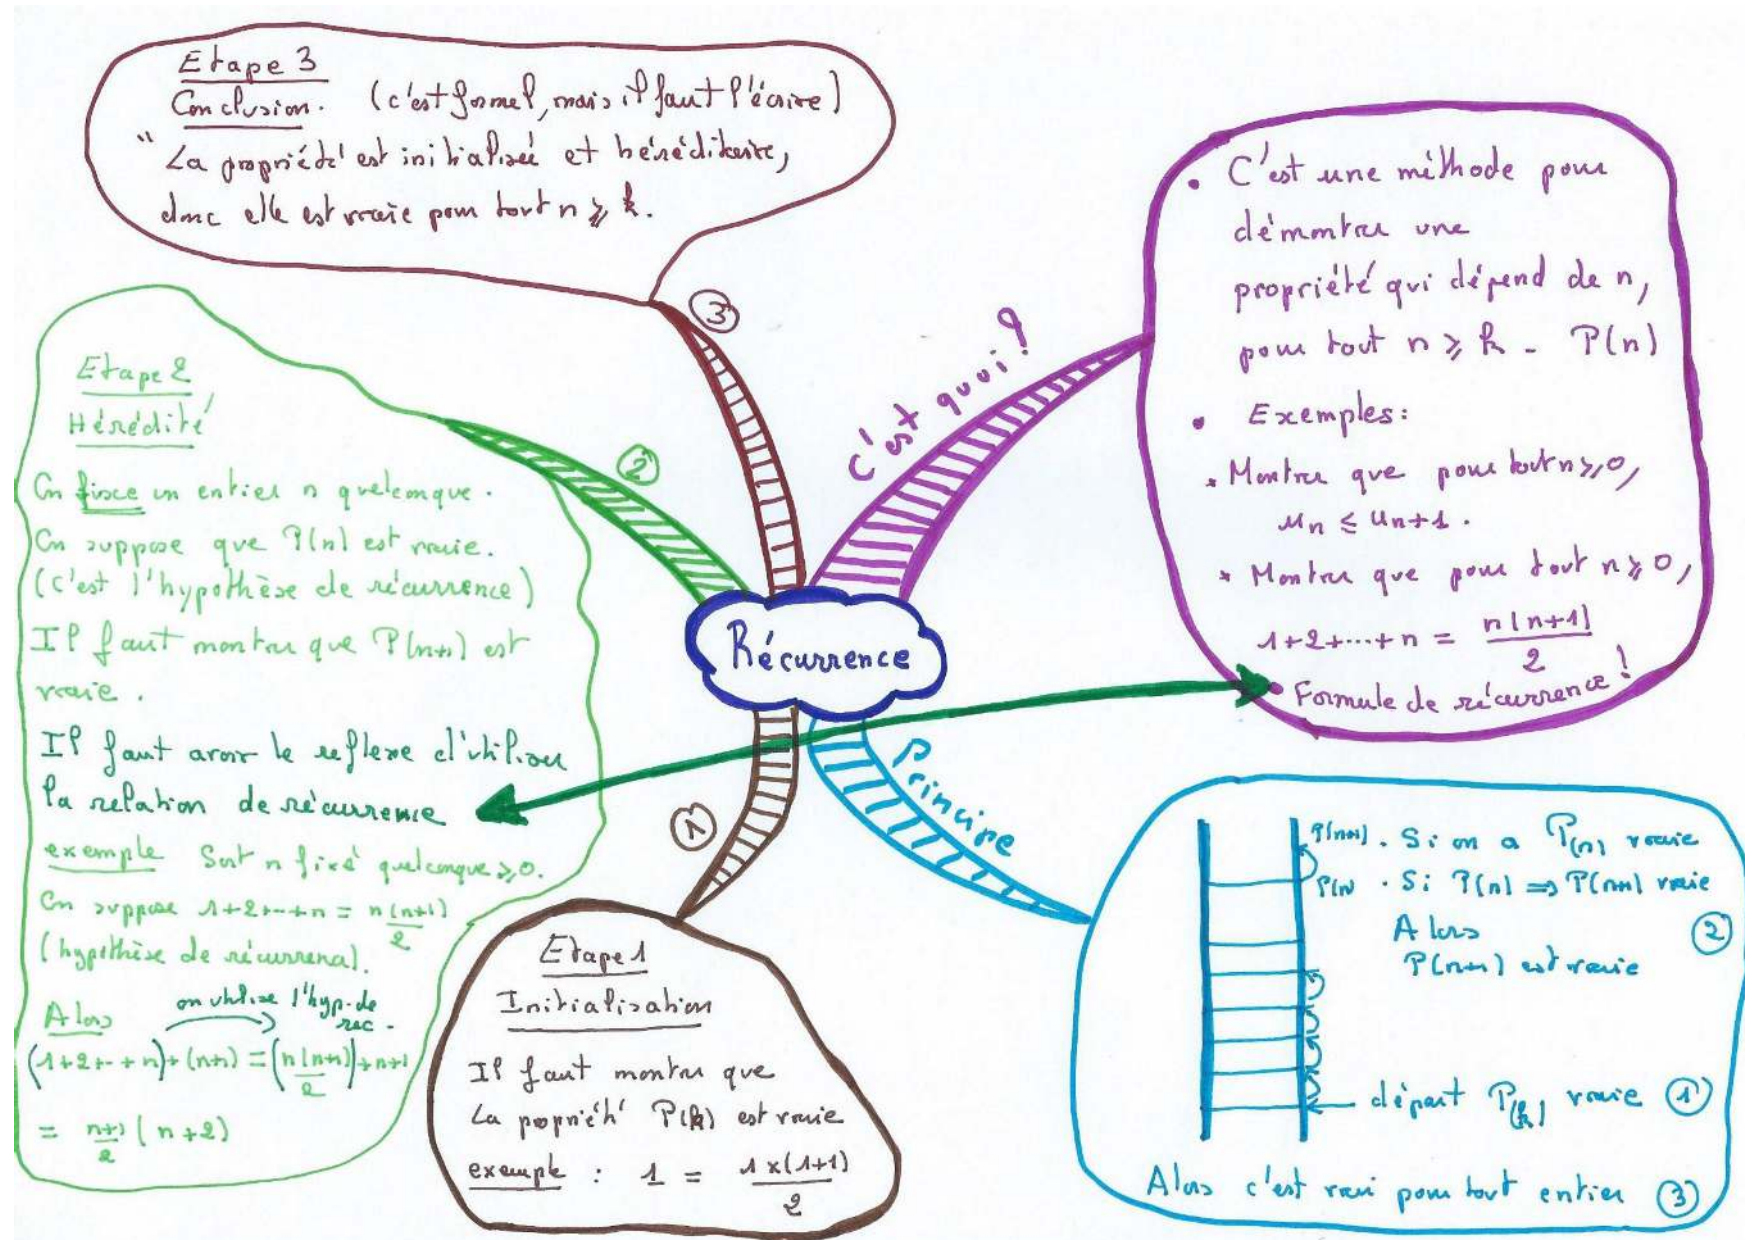 Récurrence
C'est quoi ?
• C'est une méthode pour
démontrer une
propriété qui dépend de n,
pour tout n ⩾ k - P(n)
• Exemples :
* Montrer que pour tout n ⩾ 0,
un ≤ un+1.
* Montrer que pour tout n ⩾ 0,
1+2+...+n = n(n+1)/2
• Formule de récurrence !
Principe
P(n+1) . Si on a P(n) vraie
P(n) . Si P(n) => P(n+1) vraie
Alors
P(n+1) est vraie
②
← départ P(k) vraie ①
Alors c'est vrai pour tout entier ③
①
Etape 1
Initialisation
Il faut montrer que
La propriété P(k) est vraie
exemple : 1 = 1x(1+1)/2
②
Etape 2
Hérédité
On fixe un entier n quelconque.
On suppose que P(n) est vraie.
(c'est l'hypothèse de récurrence)
Il faut montrer que P(n+1) est
vraie.
Il faut avoir le reflexe d'utiliser
la relation de récurrence
exemple Soit n fixé quelconque ⩾ 0.
On suppose 1+2+...+n = n(n+1)/2
(hypothèse de récurrence).
Alors on utilise l'hyp. de
rec.
(1+2+...+n)+(n+1) = (n(n+1)/2)+n+1
= n+1/2 (n+2)
③
Etape 3
Conclusion. (c'est formel, mais il faut l'écrire)
" La propriété est initialisée et héréditaire,
donc elle est vraie pour tout n ⩾ k.